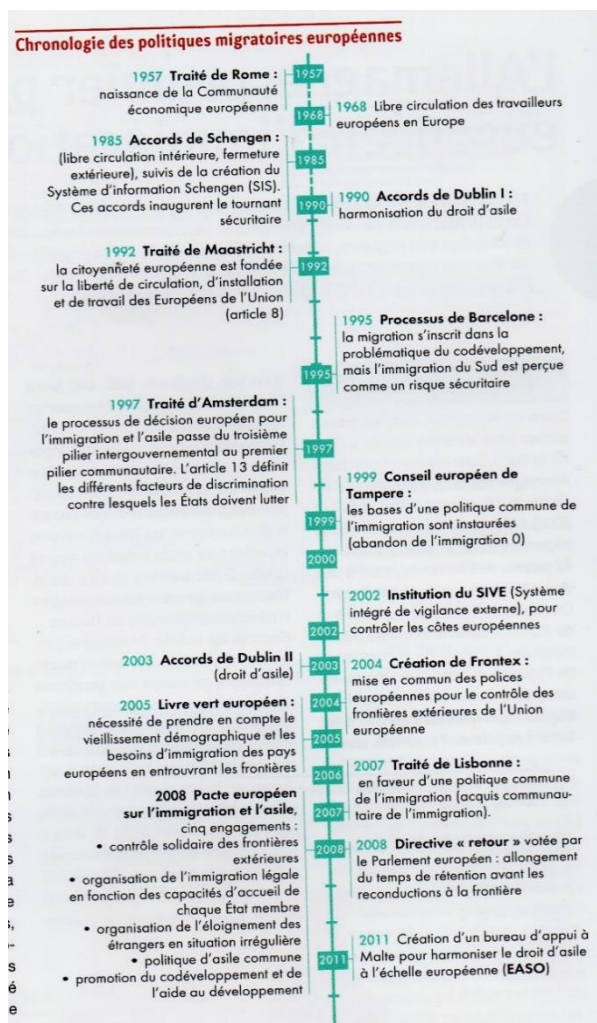 Chronologie des politiques migratoires européennes
1957 Traité de Rome :
naissance de la Communauté
économique européenne
1957
1968 Libre circulation des travailleurs
européens en Europe
1968
1985 Accords de Schengen :
(libre circulation intérieure, fermeture
extérieure), suivis de la création du
Système d'information Schengen (SIS).
Ces accords inaugurent le tournant
sécuritaire
1985
1990 Accords de Dublin I :
harmonisation du droit d'asile
1990
1992 Traité de Maastricht :
la citoyenneté européenne est fondée
sur la liberté de circulation, d'installation
et de travail des Européens de l'Union
(article 8)
1992
1995 Processus de Barcelone :
la migration s'inscrit dans la
problématique du codéveloppement,
mais l'immigration du Sud est perçue
comme un risque sécuritaire
1995
1997 Traité d'Amsterdam :
le processus de décision européen pour
l'immigration et l'asile passe du troisième
pilier intergouvernemental au premier
pilier communautaire. L'article 13 définit
les différents facteurs de discrimination
contre lesquels les États doivent lutter
1997
1999 Conseil européen de
Tampere :
les bases d'une politique commune de
l'immigration sont instaurées
(abandon de l'immigration 0)
1999
2000
2002 Institution du SIVE (Système
intégré de vigilance externe), pour
contrôler les côtes européennes
2002
2003 Accords de Dublin II
(droit d'asile)
2003
2004 Création de Frontex :
mise en commun des polices
européennes pour le contrôle des
frontières extérieures de l'Union
européenne
2004
2005 Livre vert européen :
nécessité de prendre en compte le
vieillissement démographique et les
besoins d'immigration des pays
européens en entrouvrant les frontières
2005
2006
2007 Traité de Lisbonne :
en faveur d'une politique commune
de l'immigration (acquis communau-
taire de l'immigration).
2007
2008 Pacte européen
sur l'immigration et l'asile,
cinq engagements :
• contrôle solidaire des frontières
extérieures
• organisation de l'immigration légale
en fonction des capacités d'accueil de
chaque État membre
• organisation de l'éloignement des
étrangers en situation irrégulière
• politique d'asile commune
• promotion du codéveloppement et de
l'aide au développement
2008
2008 Directive « retour » votée par
le Parlement européen : allongement
du temps de rétention avant les
reconductions à la frontière
2011
2011 Création d'un bureau d'appui à
Malte pour harmoniser le droit d'asile
à l'échelle européenne (EASO)